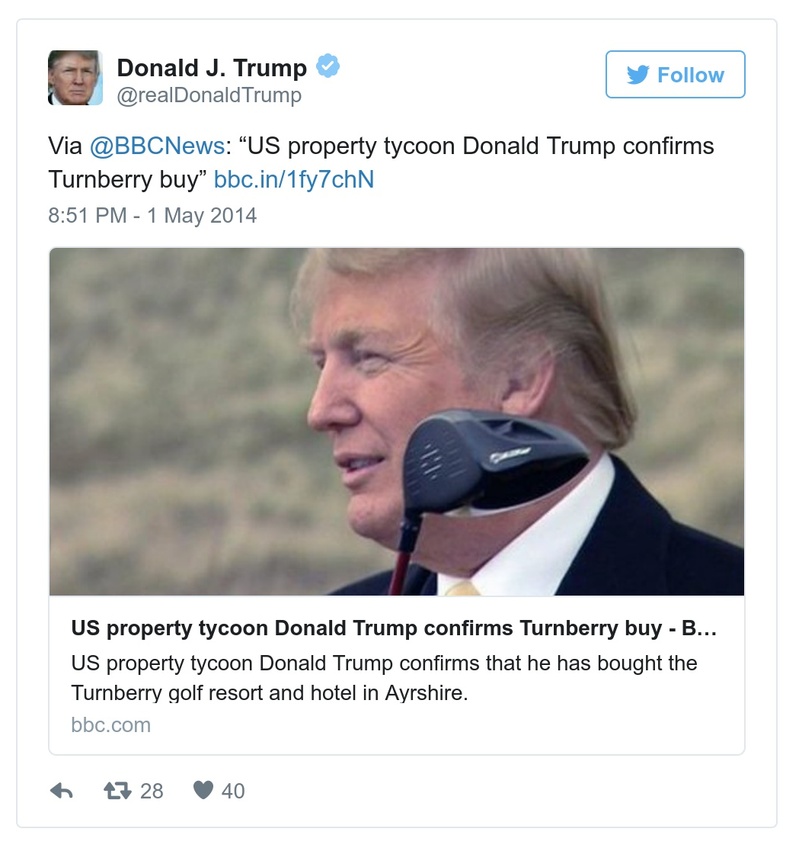 Donald J. Trump
@realDonaldTrump
Follow
Via @BBCNews: “US property tycoon Donald Trump confirms
Turnberry buy” bbc.in/1fy7chN
8:51 PM - 1 May 2014
US property tycoon Donald Trump confirms Turnberry buy - B...
US property tycoon Donald Trump confirms that he has bought the
Turnberry golf resort and hotel in Ayrshire.
bbc.com
28
40